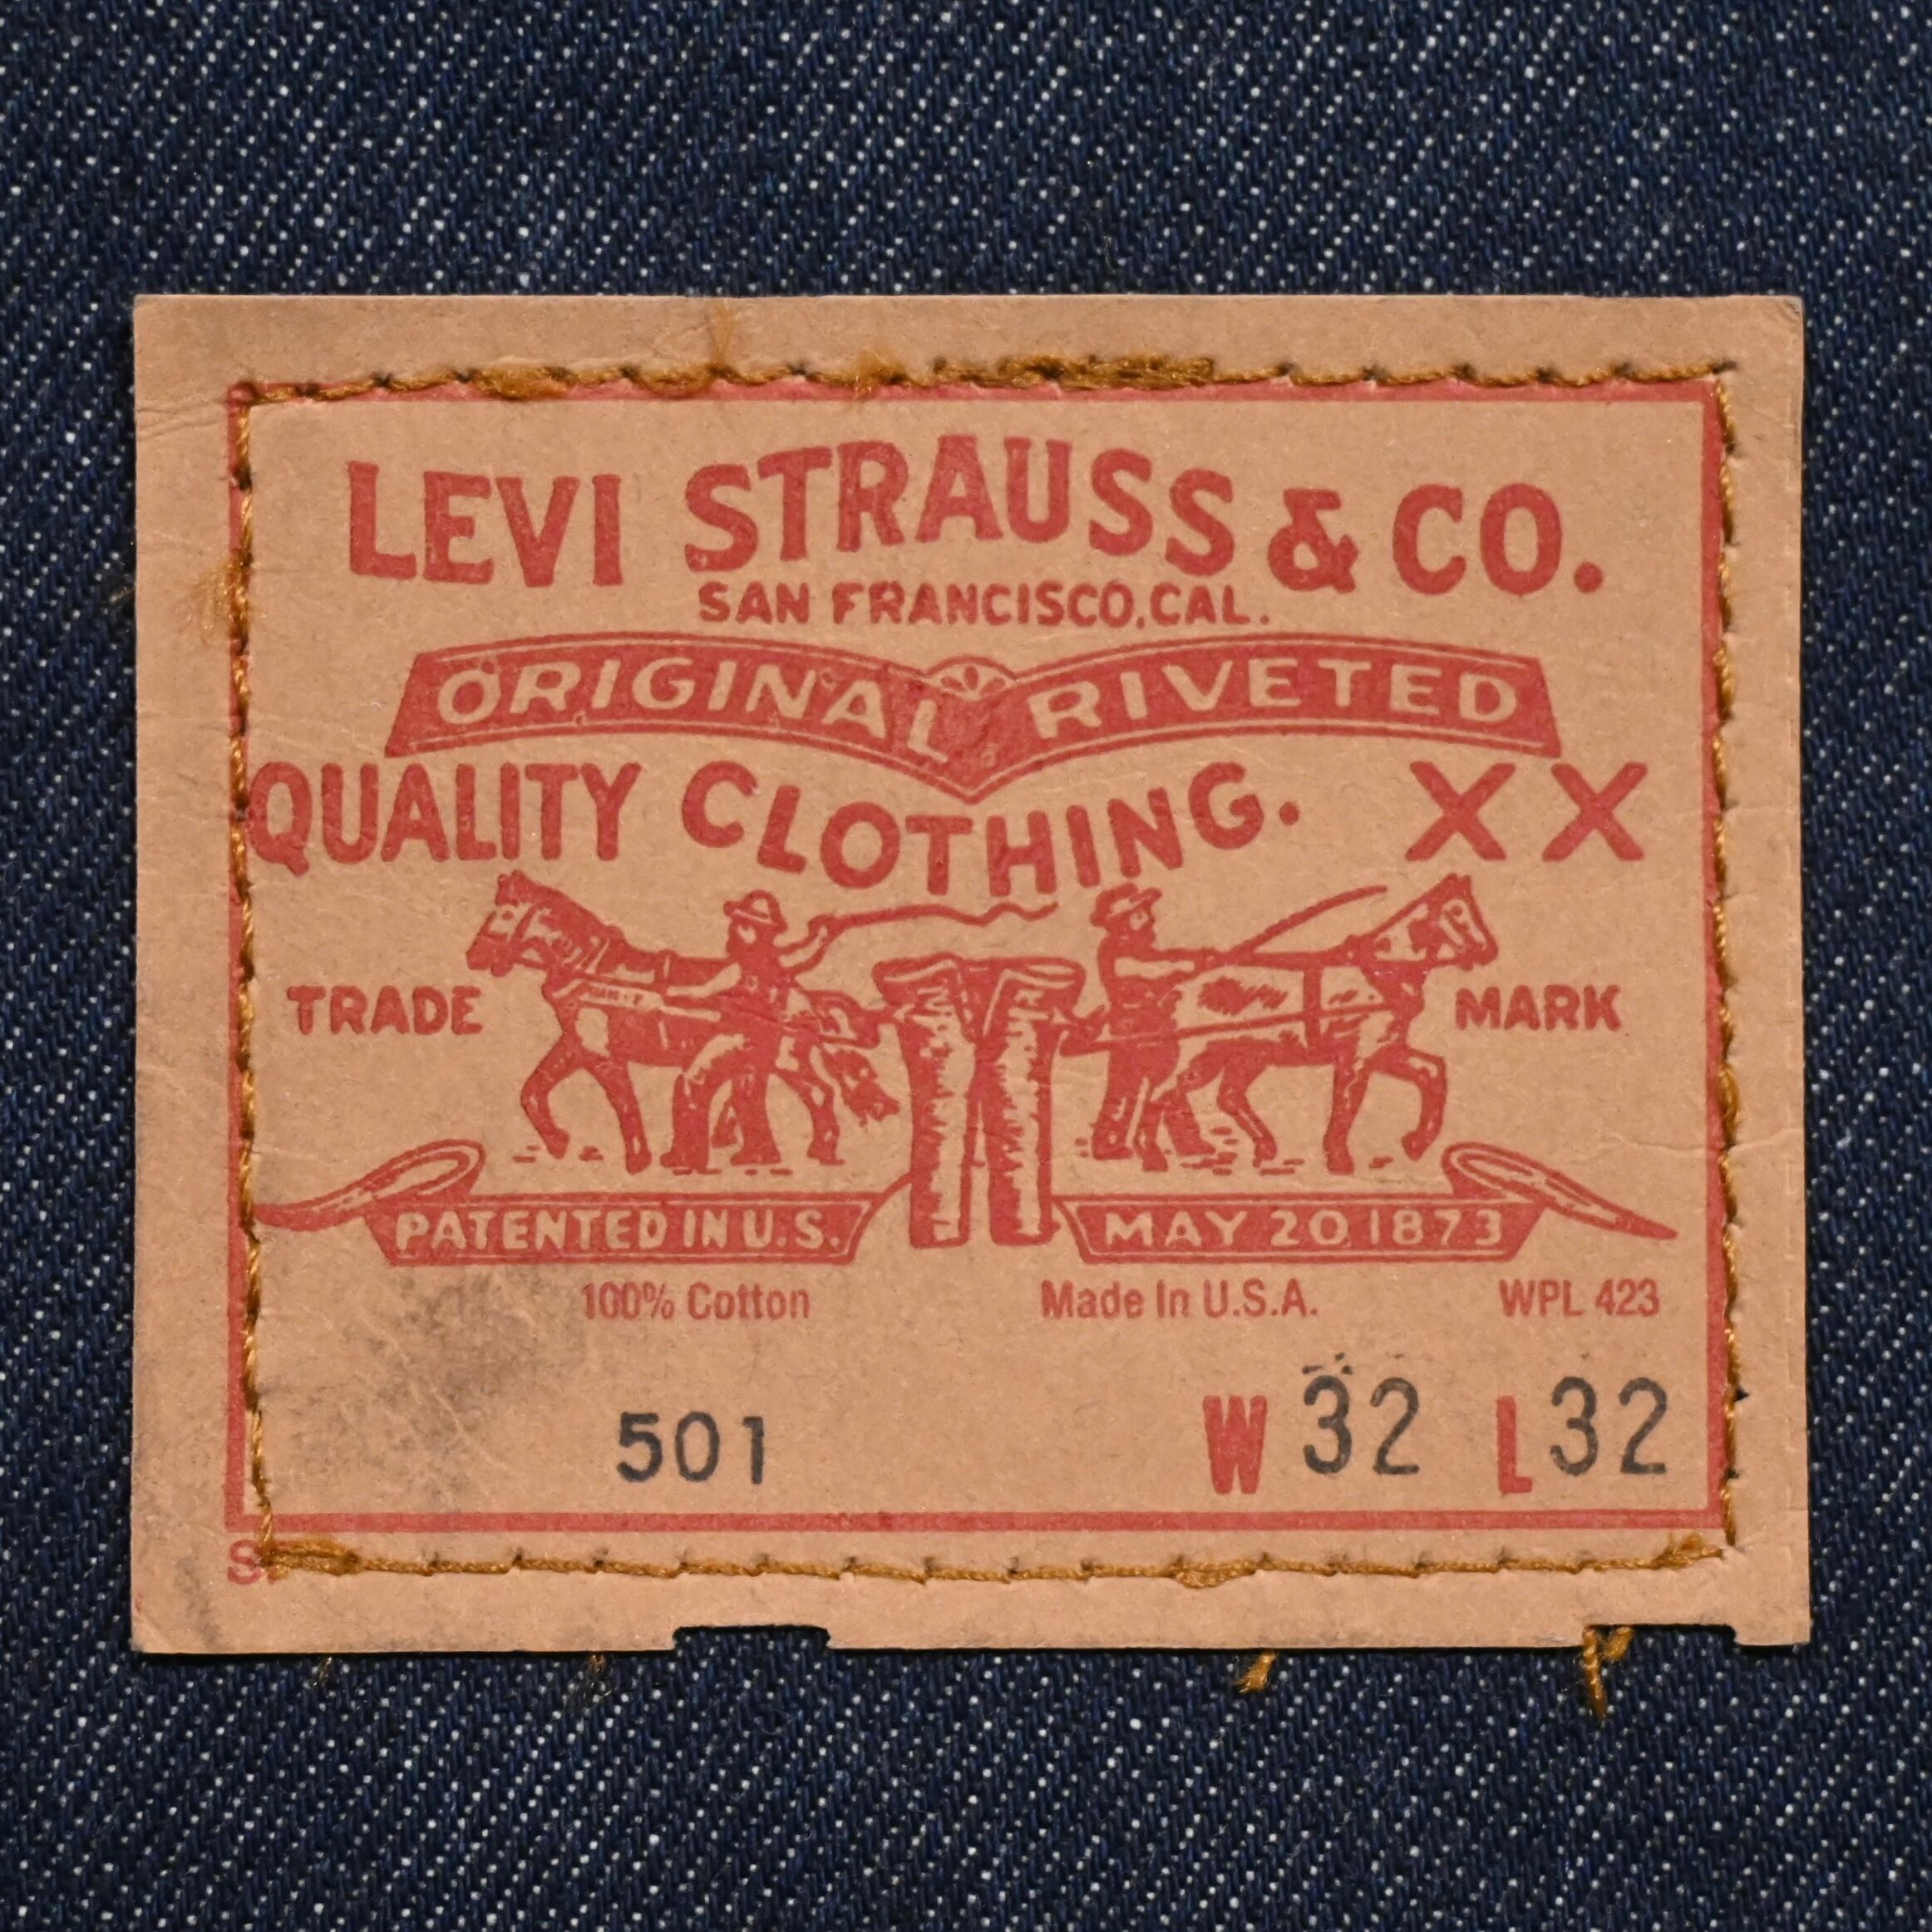 LEVI STRAUSS & CO.
SAN FRANCISCO, CAL.
ORIGINAL RIVETED
QUALITY CLOTHING. XX
TRADE MARK
PATENTED IN U.S. MAY 20 1873
100% Cotton Made In U.S.A. WPL 423
501 W 32 L 32